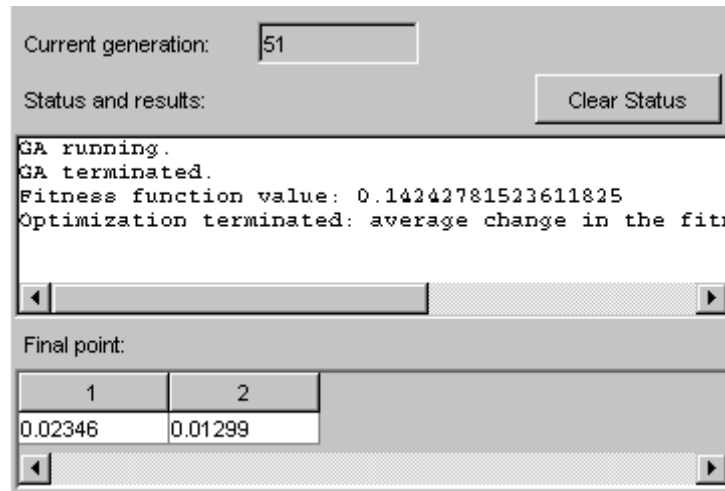 Current generation: 51
Status and results: Clear Status
GA running.
GA terminated.
Fitness function value: 0.14242781523611825
Optimization terminated: average change in the
Final point:
1 2
0.02346 0.01299